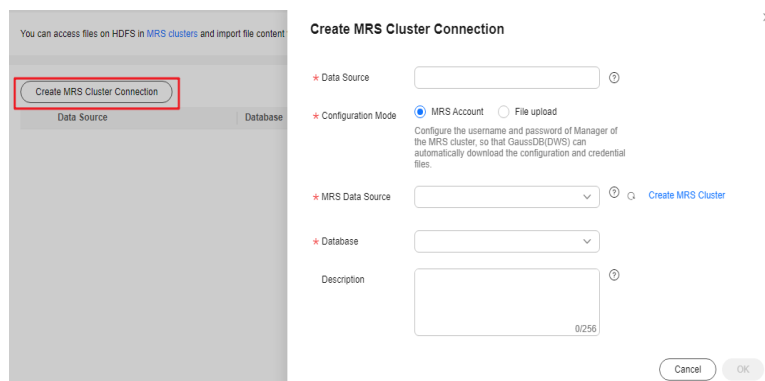 You can access files on HDFS in MRS clusters and import file content
Create MRS Cluster Connection
Data Source
Database
Create MRS Cluster Connection
* Data Source
* Configuration Mode
MRS Account
File upload
Configure the username and password of Manager of
the MRS cluster, so that GaussDB(DWS) can
automatically download the configuration and credential
files.
* MRS Data Source
Create MRS Cluster
* Database
Description
0/256
Cancel
OK